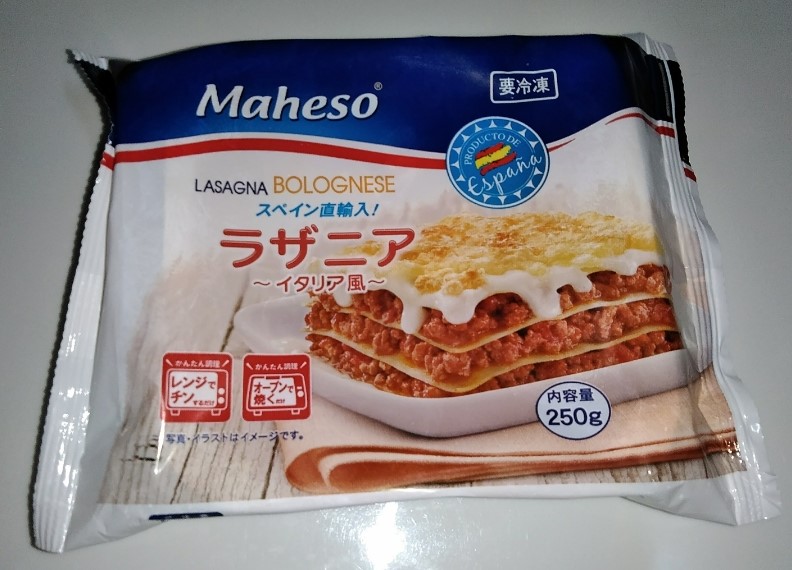 Maheso®
要冷凍
PRODUCTO DE
España
LASAGNA BOLOGNESE
スペイン直輸入!
ラザニア
〜イタリア風〜
かんたん調理
レンジで
チンするだけ
かんたん調理
オーブンで
焼くだけ
内容量
250g
写真・イラストはイメージです。